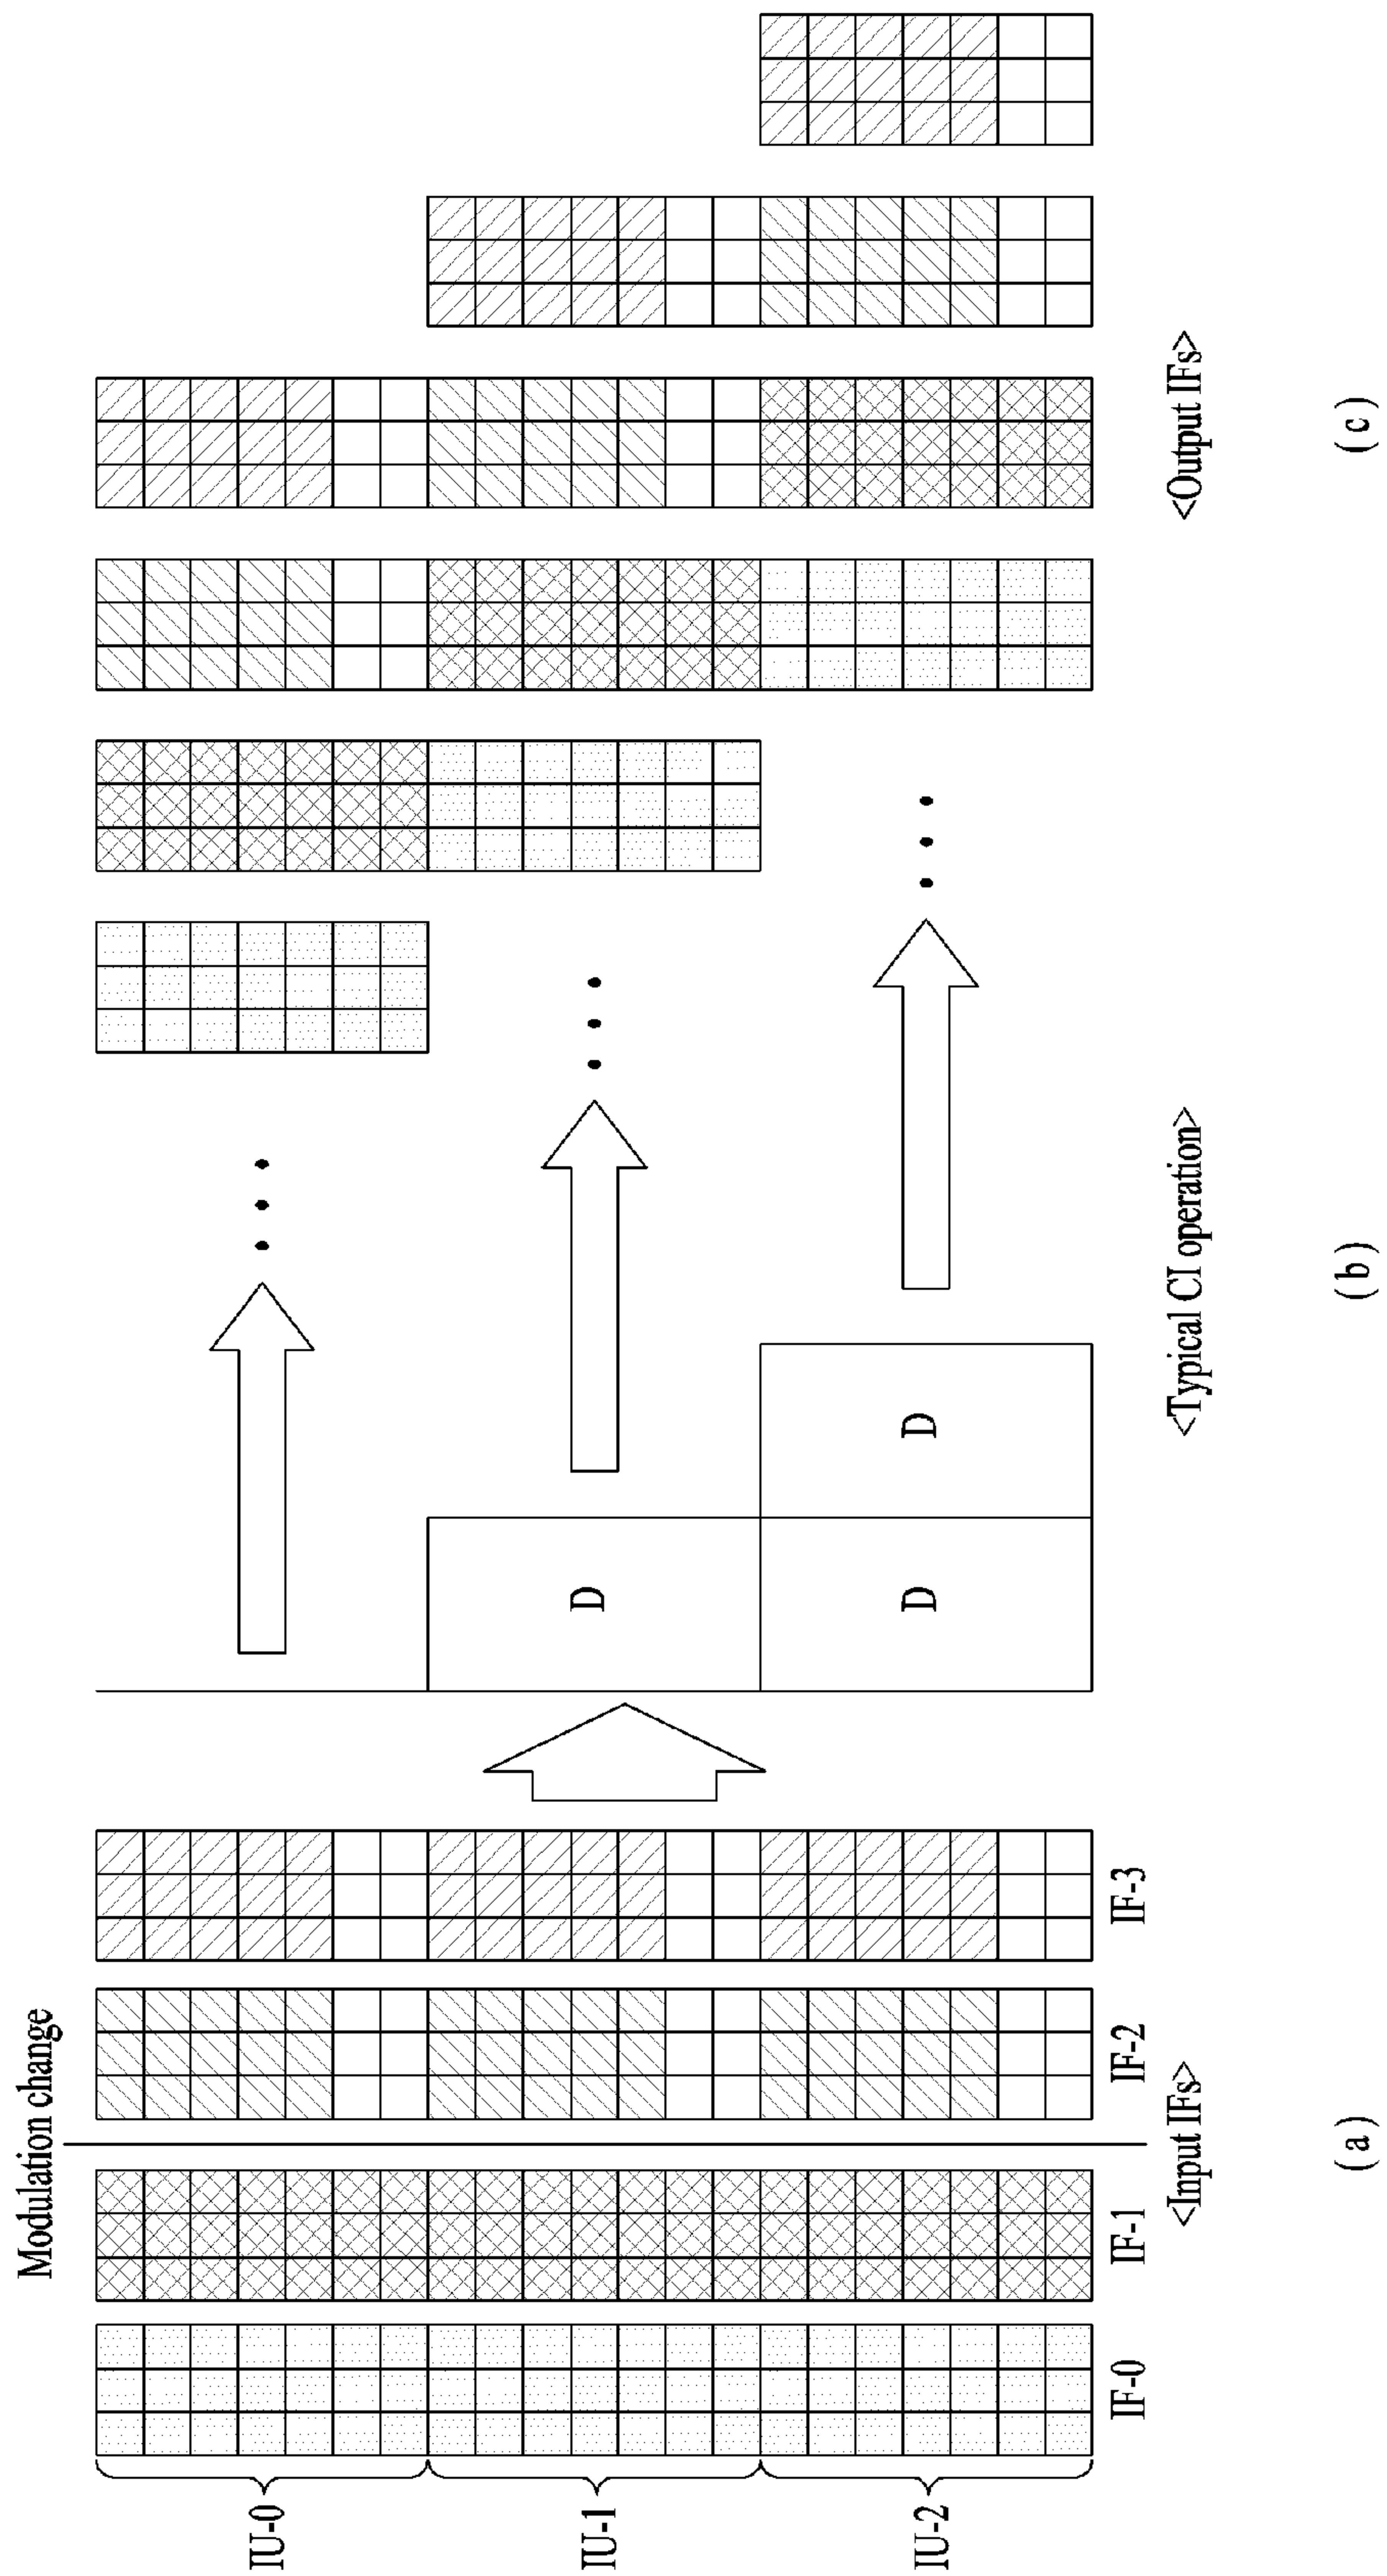 Modulation change
IU-0
IU-1
IU-2
IF-0
IF-1
IF-2
IF-3
D
D
D
<Input IFs>
<Typical CI operation>
<Output IFs>
(a)
(b)
(c)